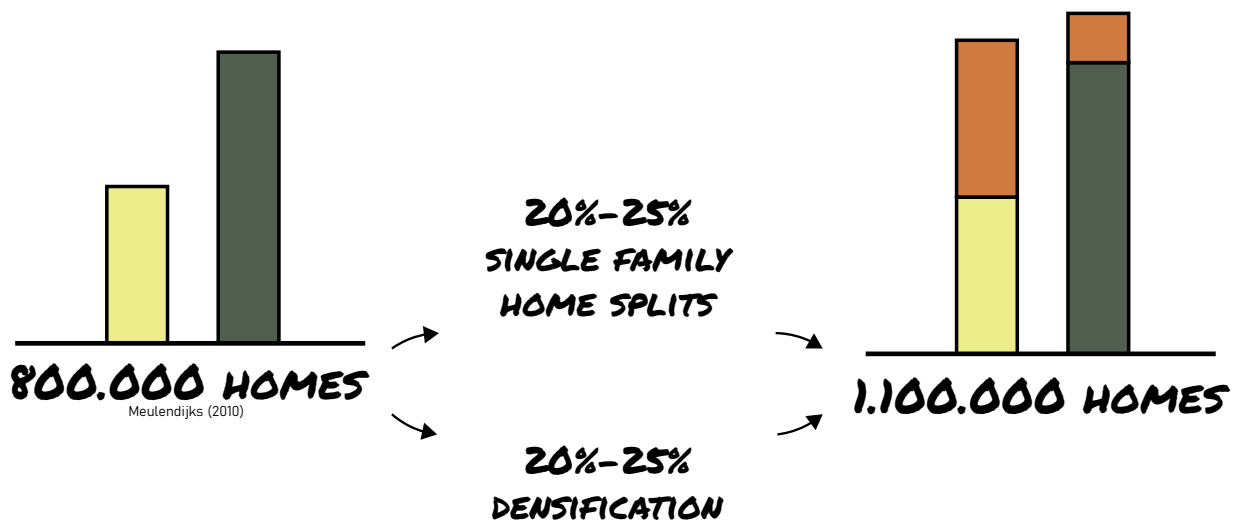 800.000 HOMES
Meulendijks (2010)
20%-25%
SINGLE FAMILY
HOME SPLITS
20%-25%
DENSIFICATION
1.100.000 HOMES